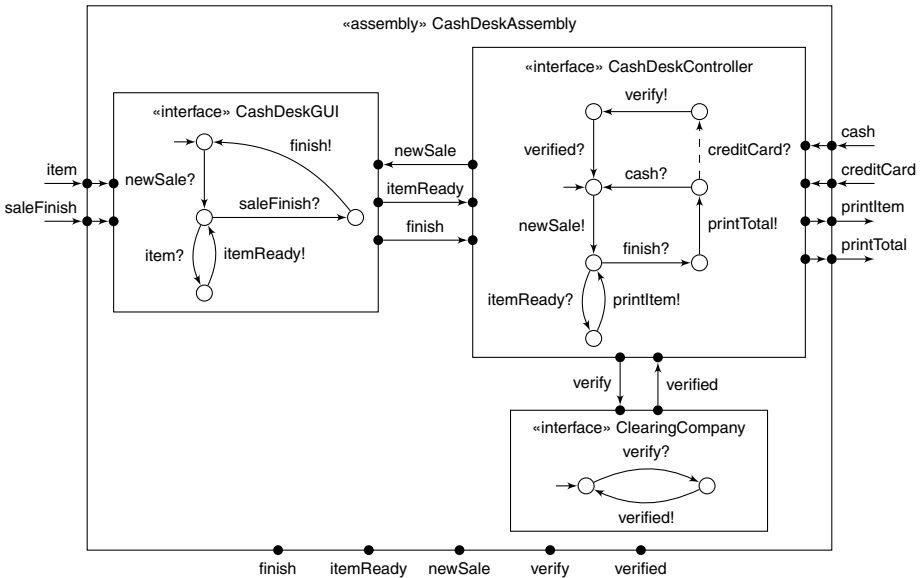 «assembly» CashDeskAssembly
«interface» CashDeskGUI
newSale?
finish!
saleFinish?
item?
itemReady!
item
saleFinish
newSale
itemReady
finish
«interface» CashDeskController
verify!
verified?
creditCard?
cash?
newSale!
printTotal!
finish?
itemReady?
printItem!
cash
creditCard
printItem
printTotal
verify
verified
«interface» ClearingCompany
verify?
verified!
finish
itemReady
newSale
verify
verified